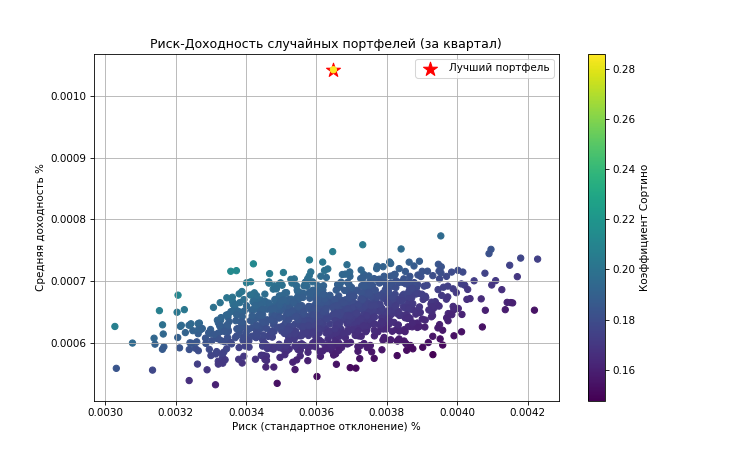 Риск-Доходность случайных портфелей (за квартал)
Лучший портфель
Средняя доходность %
0.0010
0.0009
0.0008
0.0007
0.0006
0.0030 0.0032 0.0034 0.0036 0.0038 0.0040 0.0042
Риск (стандартное отклонение) %
0.28
0.26
0.24
0.22
0.20
0.18
0.16
Коэффициент Сортино